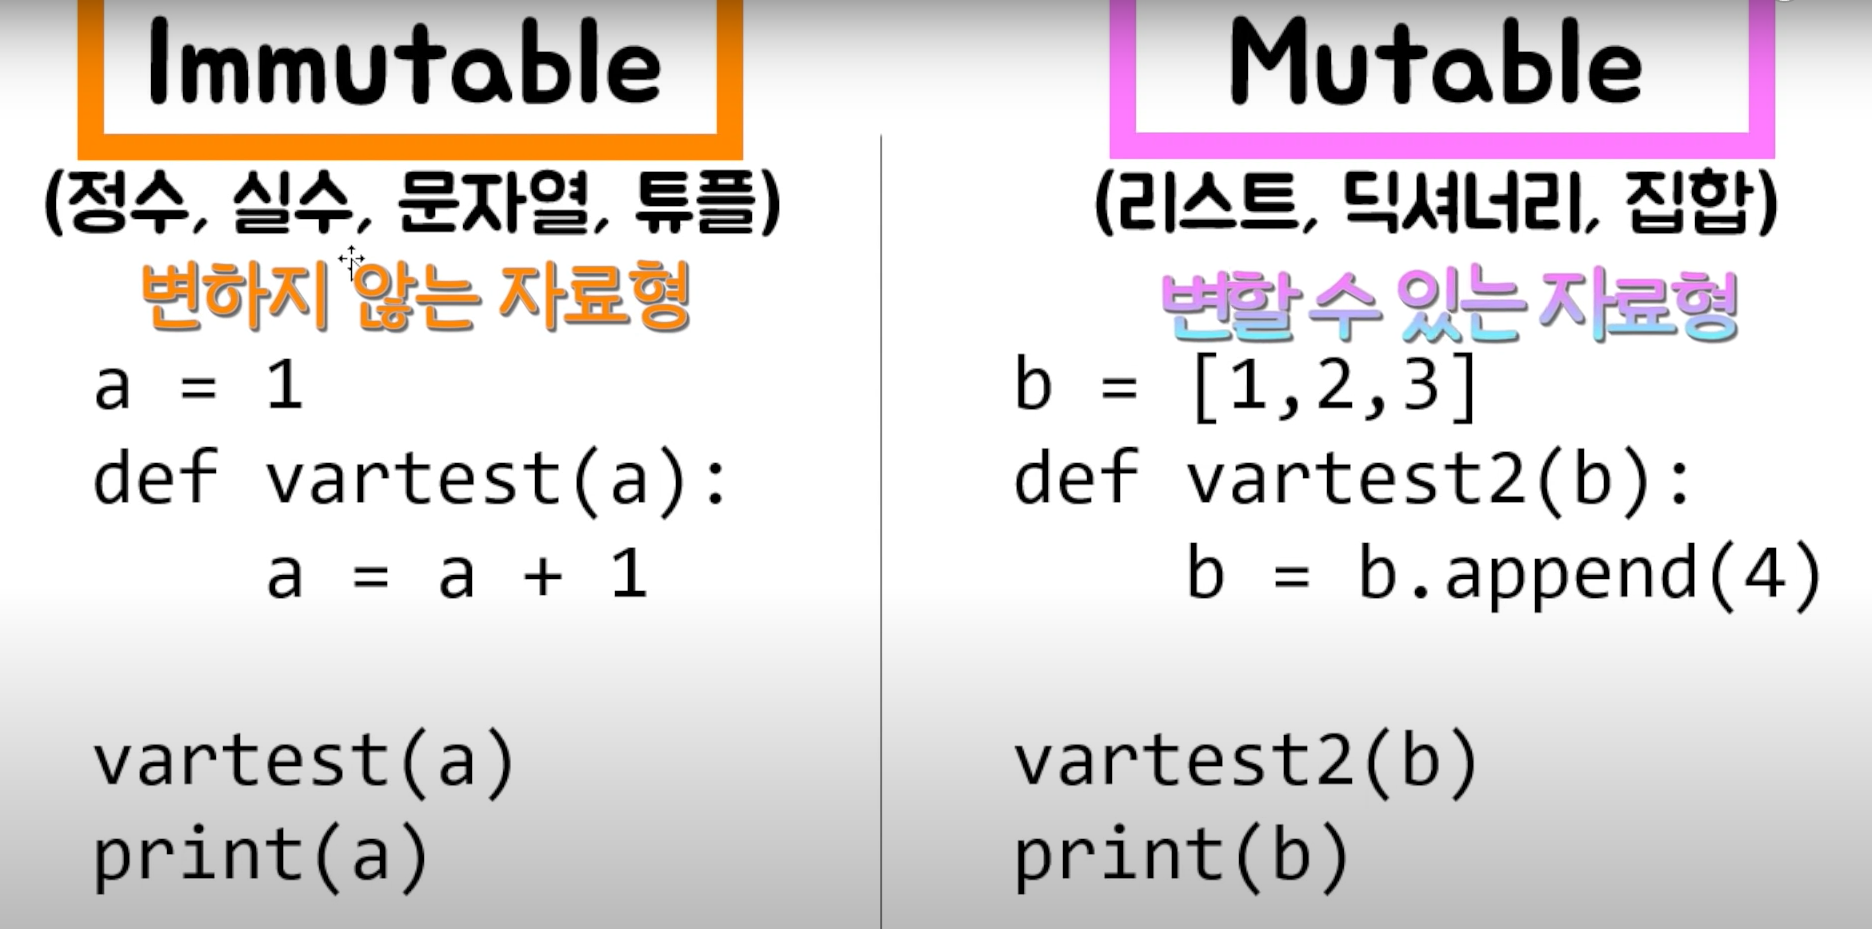 Immutable
(정수, 실수, 문자열, 튜플)
변하지 않는 자료형
a = 1
def vartest(a):
    a = a + 1
vartest(a)
print(a)
Mutable
(리스트, 딕셔너리, 집합)
변할 수 있는 자료형
b = [1,2,3]
def vartest2(b):
    b = b.append(4)
vartest2(b)
print(b)